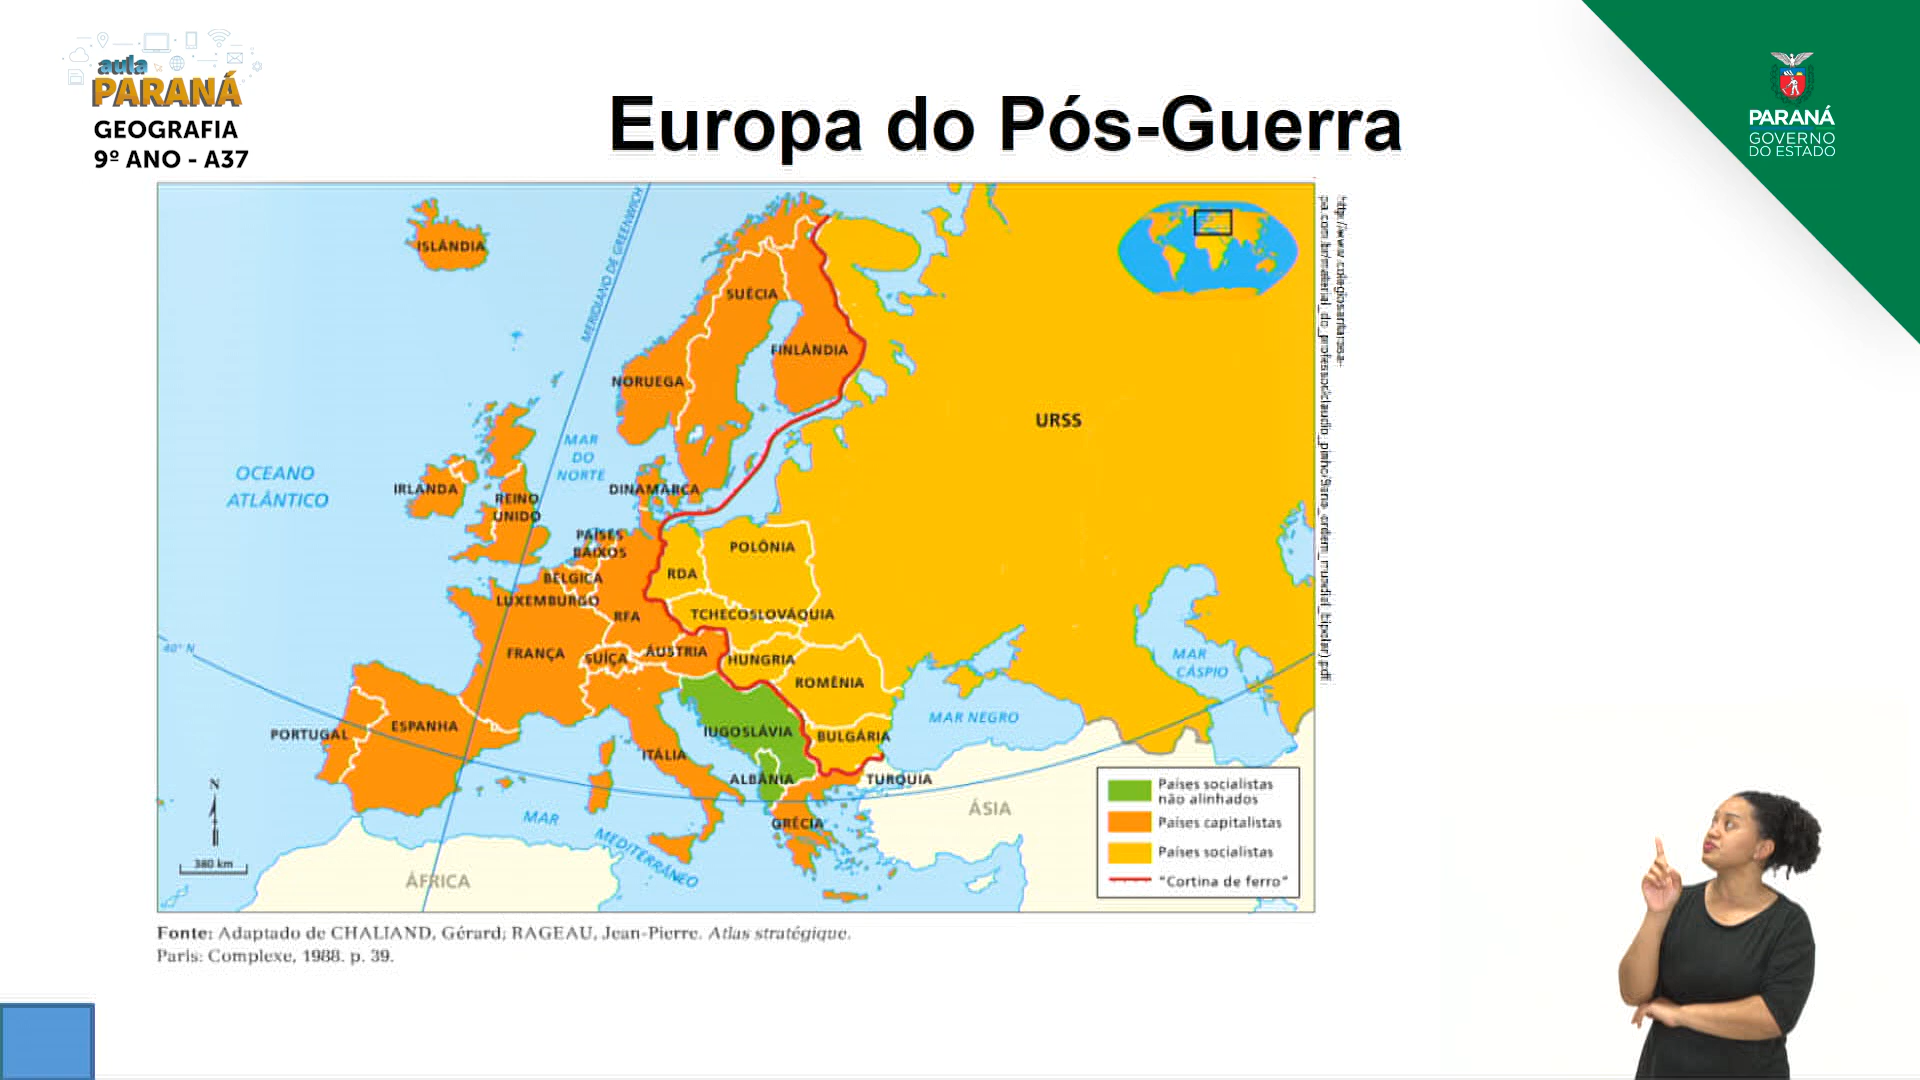 aula
PARANÁ
GEOGRAFIA
9º ANO - A37
Europa do Pós-Guerra
PARANÁ
GOVERNO
DO ESTADO
MERIDIANO DE GREENWICH
ISLÂNDIA
SUÉCIA
FINLÂNDIA
NORUEGA
URSS
MAR
DO
NORTE
OCEANO
ATLÂNTICO
IRLANDA
REINO
UNIDO
DINAMARCA
PAÍSES
BAIXOS
POLÔNIA
RDA
BÉLGICA
LUXEMBURGO
RFA
TCHECOSLOVÁQUIA
40° N
FRANÇA
SUÍÇA
ÁUSTRIA
HUNGRIA
ROMÊNIA
MAR
CÁSPIO
MAR NEGRO
PORTUGAL
ESPANHA
ITÁLIA
IUGOSLÁVIA
BULGÁRIA
ALBÂNIA
TURQUIA
GRÉCIA
ÁSIA
MAR
MEDITERRÂNEO
ÁFRICA
N
380 km
Países socialistas
não alinhados
Países capitalistas
Países socialistas
"Cortina de ferro"
Fonte: Adaptado de CHALIAND, Gérard; RAGEAU, Jean-Pierre. Atlas stratégique.
Paris: Complexe, 1988. p. 39.